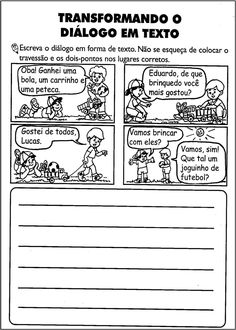 TRANSFORMANDO O
DIÁLOGO EM TEXTO
Escreva o diálogo em forma de texto. Não se esqueça de colocar o
travessão e os dois-pontos nos lugares corretos.
Oba! Ganhei uma
bola, um carrinho e
uma peteca.
Eduardo, de que
brinquedo você
mais gostou?
Gostei de todos,
Lucas.
Vamos brincar
com eles?
Vamos, sim!
Que tal um
joguinho de
futebol?